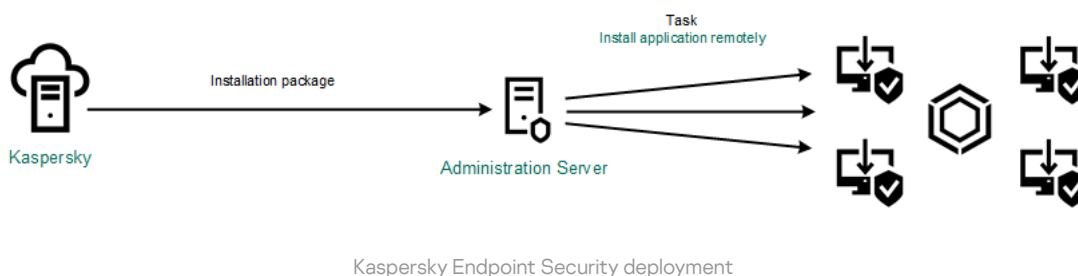 Task
Install application remotely
Installation package
Kaspersky
Administration Server
Kaspersky Endpoint Security deployment